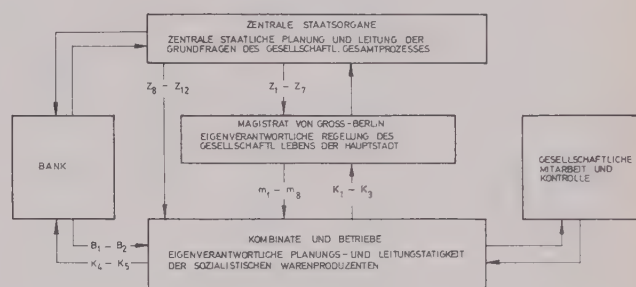 ZENTRALE STAATSORGANE
ZENTRALE STAATLICHE PLANUNG UND LEITUNG DER
GRUNDFRAGEN DES GESELLSCHAFTL. GESAMTPROZESSES
Z8 – Z12
Z1 – Z7
MAGISTRAT VON GROSS-BERLIN
EIGENVERANTWORTLICHE REGELUNG DES
GESELLSCHAFTL LEBENS DER HAUPTSTADT
BANK
GESELLSCHAFTLICHE
MITARBEIT UND
KONTROLLE
m1 – m8
K1 – K3
B1 – B2
K4 – K5
KOMBINATE UND BETRIEBE
EIGENVERANTWORTLICHE PLANUNGS- UND LEITUNGSTÄTIGKEIT
DER SOZIALISTISCHEN WARENPRODUZENTEN